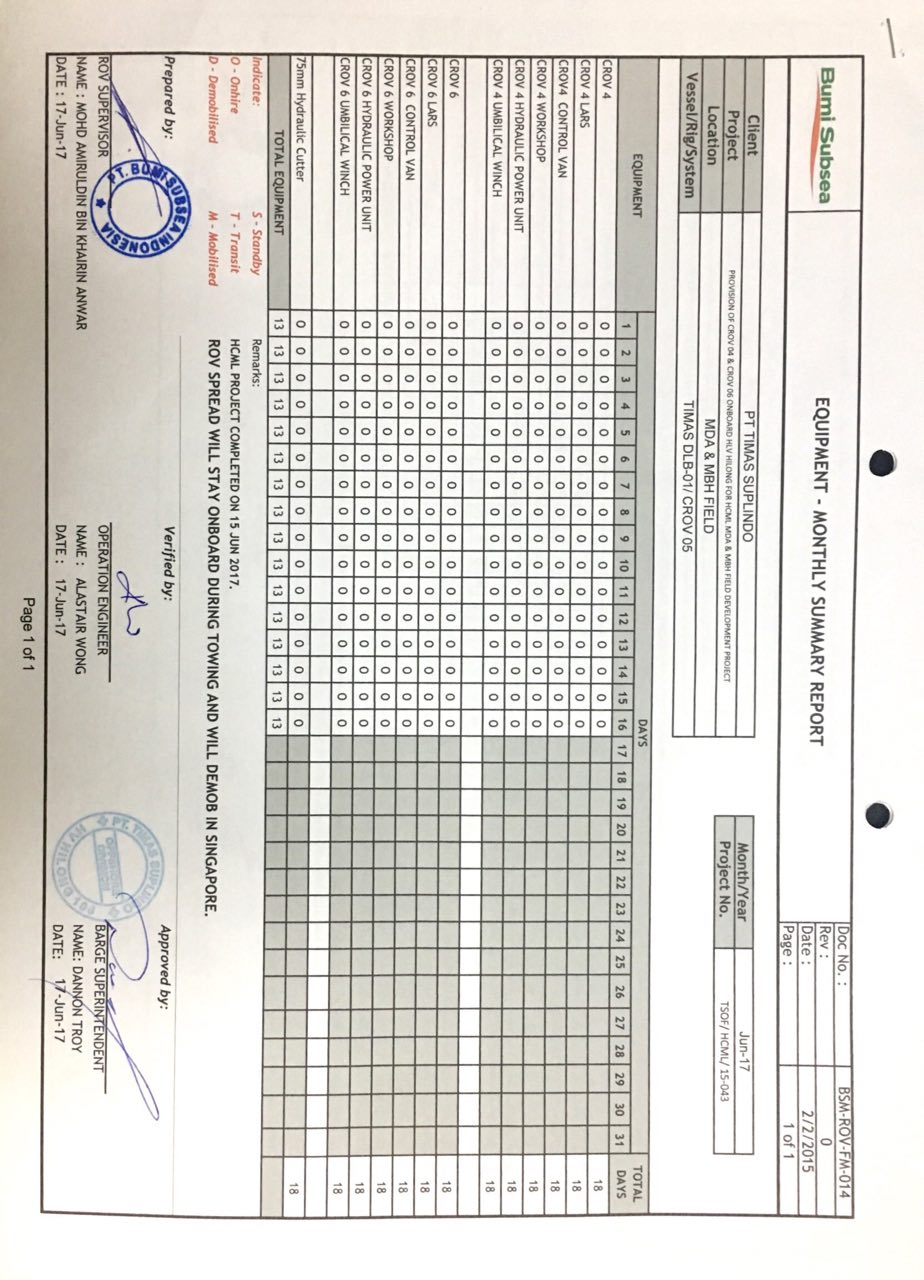 Bumi Subsea
EQUIPMENT - MONTHLY SUMMARY REPORT
Doc No. : BSM-ROV-FM-014
Rev : 0
Date : 2/2/2015
Page : 1 of 1
Client PT TIMAS SUPLINDO
Project PROVISION OF CROV 04 & CROV 06 ONBOARD HLV HILONG FOR HCML MDA & MBH FIELD DEVELOPMENT PROJECT
Location MDA & MBH FIELD
Vessel/Rig/System TIMAS DLB-01/ CROV 05
Month/Year Jun-17
Project No. TSOF/ HCML/ 15-043
EQUIPMENT DAYS TOTAL DAYS
1 2 3 4 5 6 7 8 9 10 11 12 13 14 15 16 17 18 19 20 21 22 23 24 25 26 27 28 29 30 31
CROV 4 O O O O O O O O O O O O O O O O 18
CROV 4 LARS O O O O O O O O O O O O O O O O 18
CROV4 CONTROL VAN O O O O O O O O O O O O O O O O 18
CROV 4 WORKSHOP O O O O O O O O O O O O O O O O 18
CROV 4 HYDRAULIC POWER UNIT O O O O O O O O O O O O O O O O 18
CROV 4 UMBILICAL WINCH O O O O O O O O O O O O O O O O 18
CROV 6 O O O O O O O O O O O O O O O O 18
CROV 6 LARS O O O O O O O O O O O O O O O O 18
CROV 6 CONTROL VAN O O O O O O O O O O O O O O O O 18
CROV 6 WORKSHOP O O O O O O O O O O O O O O O O 18
CROV 6 HYDRAULIC POWER UNIT O O O O O O O O O O O O O O O O 18
CROV 6 UMBILICAL WINCH O O O O O O O O O O O O O O O O 18
75mm Hydraulic Cutter O O O O O O O O O O O O O O O O 18
TOTAL EQUIPMENT 13 13 13 13 13 13 13 13 13 13 13 13 13 13 13 13
Indicate: S - Standby
O - Onhire T - Transit
D - Demobilised M - Mobilised
Remarks:
HCML PROJECT COMPLETED ON 15 JUN 2017.
ROV SPREAD WILL STAY ONBOARD DURING TOWING AND WILL DEMOB IN SINGAPORE.
Prepared by:
PT. BUMI SUBSEA INDONESIA
ROV SUPERVISOR
NAME : MOHD AMIRULDIN BIN KHAIRIN ANWAR
DATE : 17-Jun-17
Verified by:
OPERATION ENGINEER
NAME : ALASTAIR WONG
DATE : 17-Jun-17
Approved by:
PT. TIMAS SUPLINDO
HILONG 106
BARGE SUPERINTENDENT
NAME: DANNON TROY
DATE: 17-Jun-17
Page 1 of 1